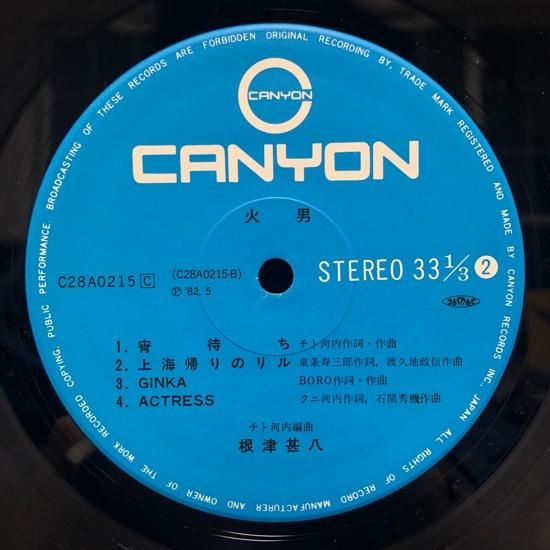 CANYON
CANYON
火男
C28A0215 C
(C28A0215-B)
Ⓟ '82. 5
STEREO 33 1/3 2
JASRAC
1. 宵待ち チト河内作詞・作曲
2. 上海帰りのリル 東条寿三郎作詞, 渡久地政信作曲
3. GINKA BORO作詞・作曲
4. ACTRESS クニ河内作詞, 石間秀機作曲
チト河内編曲
根津甚八
RECORDING BY, TRADE MARK REGISTERED AND MADE BY CANYON RECORDS INC. JAPAN ALL RIGHTS OF RECORD MANUFACTURER AND OWNER OF THE WORK RECORDED COPYING, PUBLIC PERFORMANCE. BROADCASTING OF THESE RECORDS ARE FORBIDDEN ORIGINAL